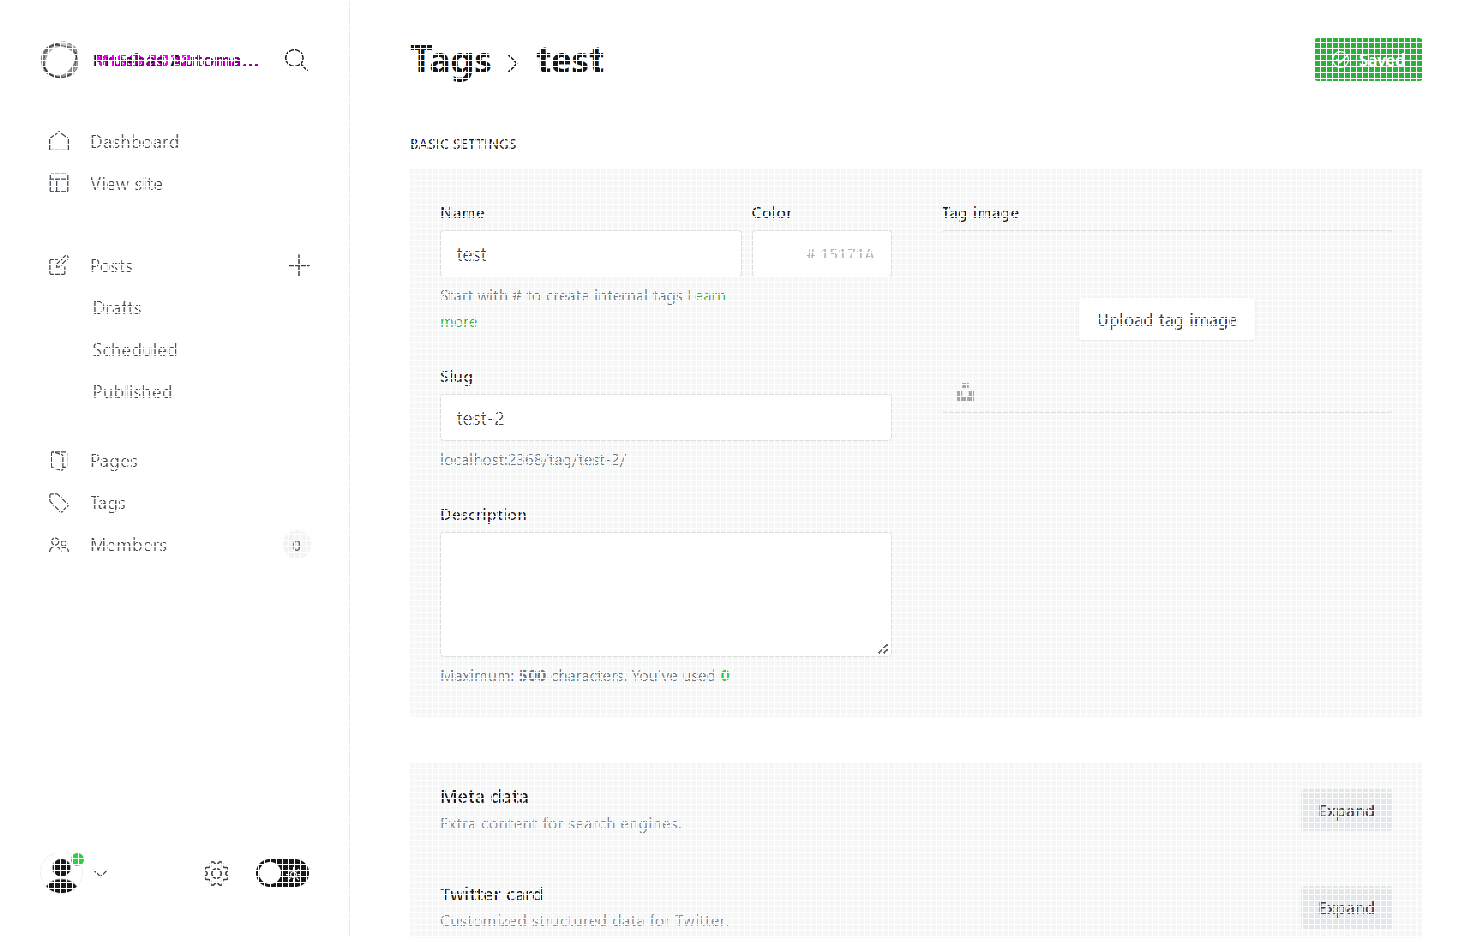 Tags › test
Saved
Dashboard
View site
Posts
Drafts
Scheduled
Published
Pages
Tags
Members
0
BASIC SETTINGS
Name
test
Color
# 15171A
Start with # to create internal tags Learn
more
Slug
test-2
localhost:2368/tag/test-2/
Description
Maximum: 500 characters. You've used 0
Tag image
Upload tag image
Meta data
Extra content for search engines.
Expand
Twitter card
Customized structured data for Twitter.
Expand